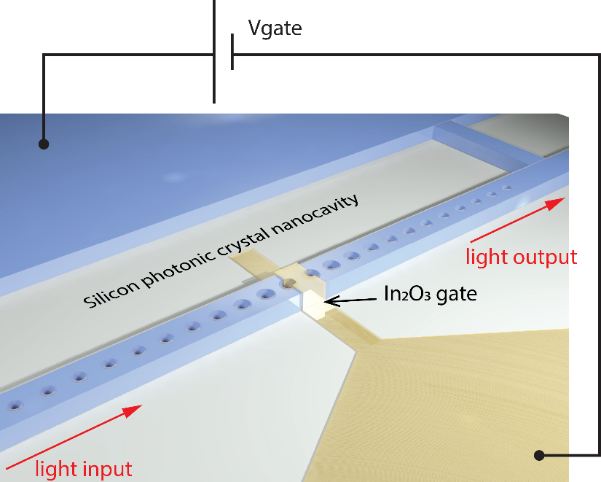 Vgate
Silicon photonic crystal nanocavity
light output
In₂O₃ gate
light input